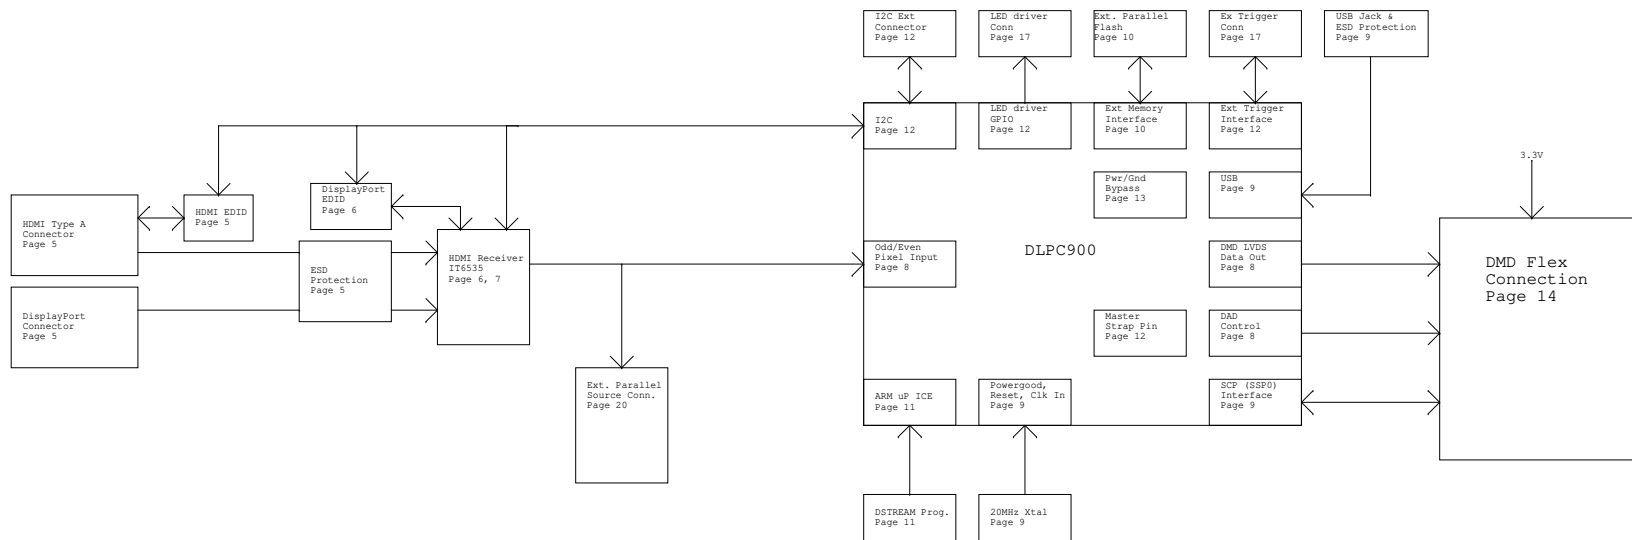 I2C Ext
Connector
Page 12
LED driver
Conn
Page 17
Ext. Parallel
Flash
Page 10
Ex Trigger
Conn
Page 17
USB Jack &
ESD Protection
Page 9
I2C
Page 12
LED driver
GPIO
Page 12
Ext Memory
Interface
Page 10
Ext Trigger
Interface
Page 12
3.3V
Pwr/Gnd
Bypass
Page 13
USB
Page 9
DisplayPort
EDID
Page 6
HDMI EDID
Page 5
HDMI Type A
Connector
Page 5
HDMI Receiver
IT6535
Page 6, 7
ESD
Protection
Page 5
Odd/Even
Pixel Input
Page 8
DLPC900
DMD LVDS
Data Out
Page 8
DMD Flex
Connection
Page 14
DisplayPort
Connector
Page 5
Master
Strap Pin
Page 12
DAD
Control
Page 8
Ext. Parallel
Source Conn.
Page 20
ARM uP ICE
Page 11
Powergood,
Reset, Clk In
Page 9
SCP (SSP0)
Interface
Page 9
DSTREAM Prog.
Page 11
20MHz Xtal
Page 9